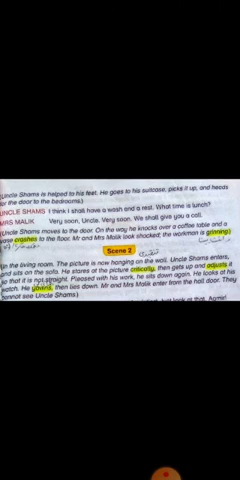 (Uncle Shams is helped to his feet. He goes to his suitcase, picks it up, and heads
for the door to the bedrooms)
UNCLE SHAMS I think I shall have a wash and a rest. What time is lunch?
MRS MALIK Very soon, Uncle. Very soon. We shall give you a call.
(Uncle Shams moves to the door. On the way he knocks over a coffee table and a
vase crashes to the floor. Mr and Mrs Malik look shocked; the workman is grinning)
Scene 2
(In the living room. The picture is now hanging on the wall. Uncle Shams enters,
and sits on the sofa. He stares at the picture critically, then gets up and adjusts it
so that it is not straight. Pleased with his work, he sits down again. He looks at his
watch. He yawns, then lies down. Mr and Mrs Malik enter from the hall door. They
cannot see Uncle Shams)
look at that. Again!